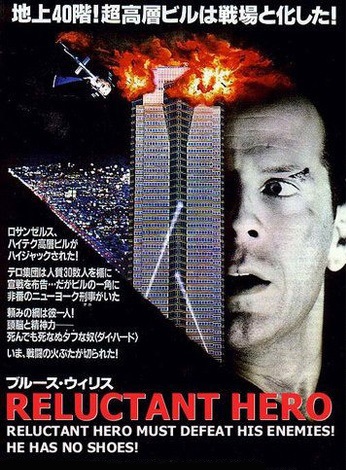 地上40階!超高層ビルは戦場と化した!
ロサンゼルス、
ハイテク高層ビルが
ハイジャックされた!
テロ集団は人質30数人を楯に
宣戦を布告…だがビルの一角に
非番のニューヨーク刑事がいた
頼みの綱は彼一人!
頭脳と精神力——
死んでも死なぬタフな奴〈ダイ・ハード〉
いま、戦闘の火ぶたが切られた!
ブルース・ウィリス
RELUCTANT HERO
RELUCTANT HERO MUST DEFEAT HIS ENEMIES!
HE HAS NO SHOES!